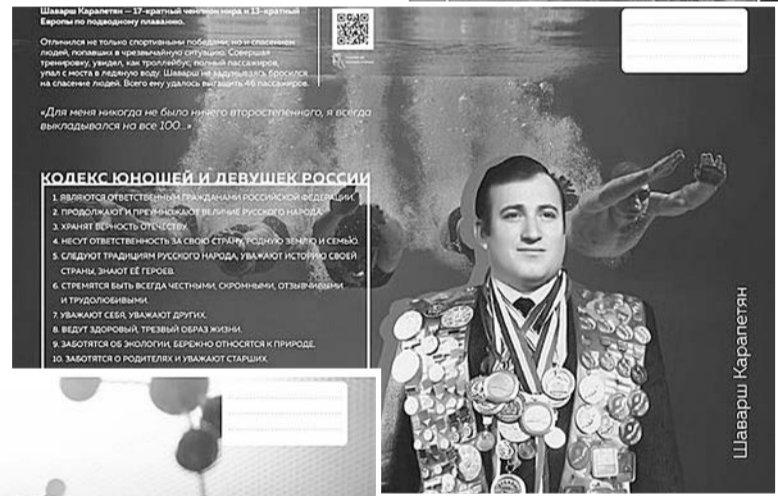 Шаварш Карапетян — 17-кратный чемпион мира и 13-кратный
Европы по подводному плаванию.
Отличился не только спортивными победами, но и спасением
людей, попавших в чрезвычайную ситуацию. Совершая
тренировку, увидел, как троллейбус, полный пассажиров,
упал с моста в ледяную воду. Шаварш не задумываясь бросился
на спасение людей. Всего ему удалось вытащить 46 пассажиров.
«Для меня никогда не было ничего второстепенного, я всегда
выкладывался на все 100...»
КОДЕКС ЮНОШЕЙ И ДЕВУШЕК РОССИИ
1. ЯВЛЯЮТСЯ ОТВЕТСТВЕННЫМИ ГРАЖДАНАМИ РОССИЙСКОЙ ФЕДЕРАЦИИ.
2. ПРОДОЛЖАЮТ И ПРЕУМНОЖАЮТ ВЕЛИЧИЕ РУССКОГО НАРОДА.
3. ХРАНЯТ ВЕРНОСТЬ ОТЕЧЕСТВУ.
4. НЕСУТ ОТВЕТСТВЕННОСТЬ ЗА СВОЮ СТРАНУ, РОДНУЮ ЗЕМЛЮ И СЕМЬЮ.
5. СЛЕДУЮТ ТРАДИЦИЯМ РУССКОГО НАРОДА, УВАЖАЮТ ИСТОРИЮ СВОЕЙ
СТРАНЫ, ЗНАЮТ ЕЁ ГЕРОЕВ.
6. СТРЕМЯТСЯ БЫТЬ ВСЕГДА ЧЕСТНЫМИ, СКРОМНЫМИ, ОТЗЫВЧИВЫМИ
И ТРУДОЛЮБИВЫМИ.
7. УВАЖАЮТ СЕБЯ, УВАЖАЮТ ДРУГИХ.
8. ВЕДУТ ЗДОРОВЫЙ, ТРЕЗВЫЙ ОБРАЗ ЖИЗНИ.
9. ЗАБОТЯТСЯ ОБ ЭКОЛОГИИ, БЕРЕЖНО ОТНОСЯТСЯ К ПРИРОДЕ.
10. ЗАБОТЯТСЯ О РОДИТЕЛЯХ И УВАЖАЮТ СТАРШИХ.
Шаварш Карапетян